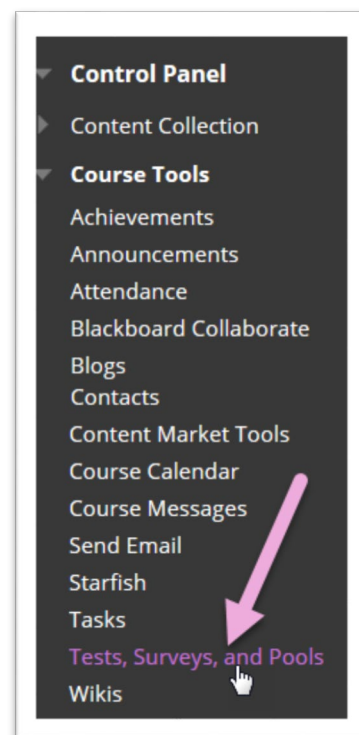 Control Panel
Content Collection
Course Tools
Achievements
Announcements
Attendance
Blackboard Collaborate
Blogs
Contacts
Content Market Tools
Course Calendar
Course Messages
Send Email
Starfish
Tasks
Tests, Surveys, and Pools
Wikis